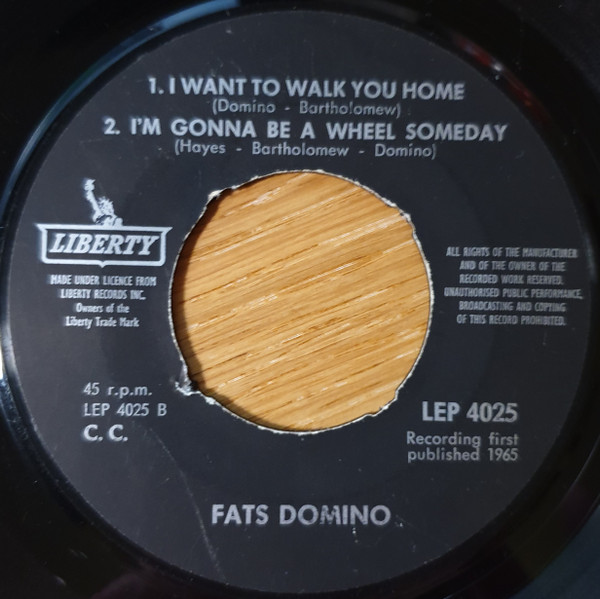 1. I WANT TO WALK YOU HOME
(Domino - Bartholomew)
2. I'M GONNA BE A WHEEL SOMEDAY
(Hayes - Bartholomew - Domino)
LIBERTY
MADE UNDER LICENCE FROM
LIBERTY RECORDS INC.
Owners of the
Liberty Trade Mark
ALL RIGHTS OF THE MANUFACTURER
AND OF THE OWNER OF THE
RECORDED WORK RESERVED.
UNAUTHORISED PUBLIC PERFORMANCE,
BROADCASTING AND COPYING
OF THIS RECORD PROHIBITED.
45 r.p.m.
LEP 4025 B
C. C.
LEP 4025
Recording first
published 1965
FATS DOMINO